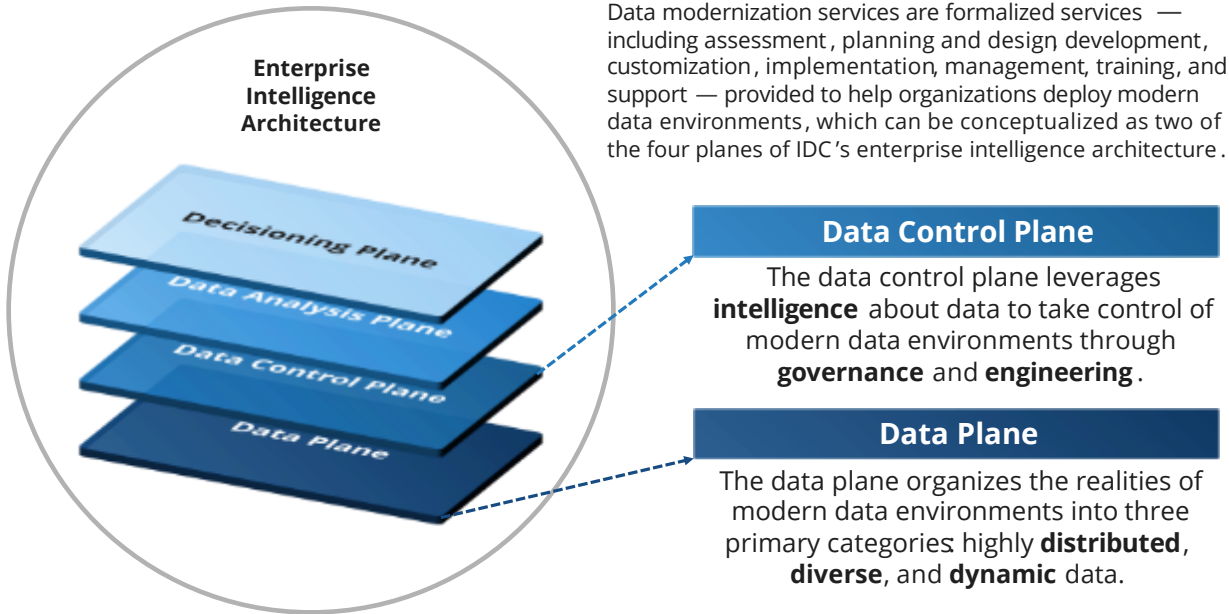 Enterprise
Intelligence
Architecture
Decisioning Plane
Data Analysis Plane
Data Control Plane
Data Plane
Data modernization services are formalized services —
including assessment, planning and design, development,
customization, implementation, management, training, and
support — provided to help organizations deploy modern
data environments, which can be conceptualized as two of
the four planes of IDC's enterprise intelligence architecture.
Data Control Plane
The data control plane leverages
intelligence about data to take control of
modern data environments through
governance and engineering.
Data Plane
The data plane organizes the realities of
modern data environments into three
primary categories: highly distributed,
diverse, and dynamic data.